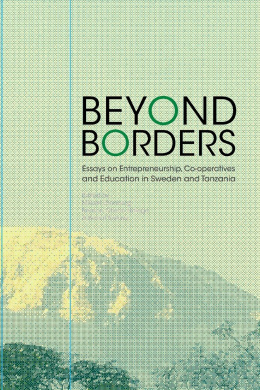 BEYOND
BORDERS
Essays on Entrepreneurship, Co-operatives
and Education in Sweden and Tanzania